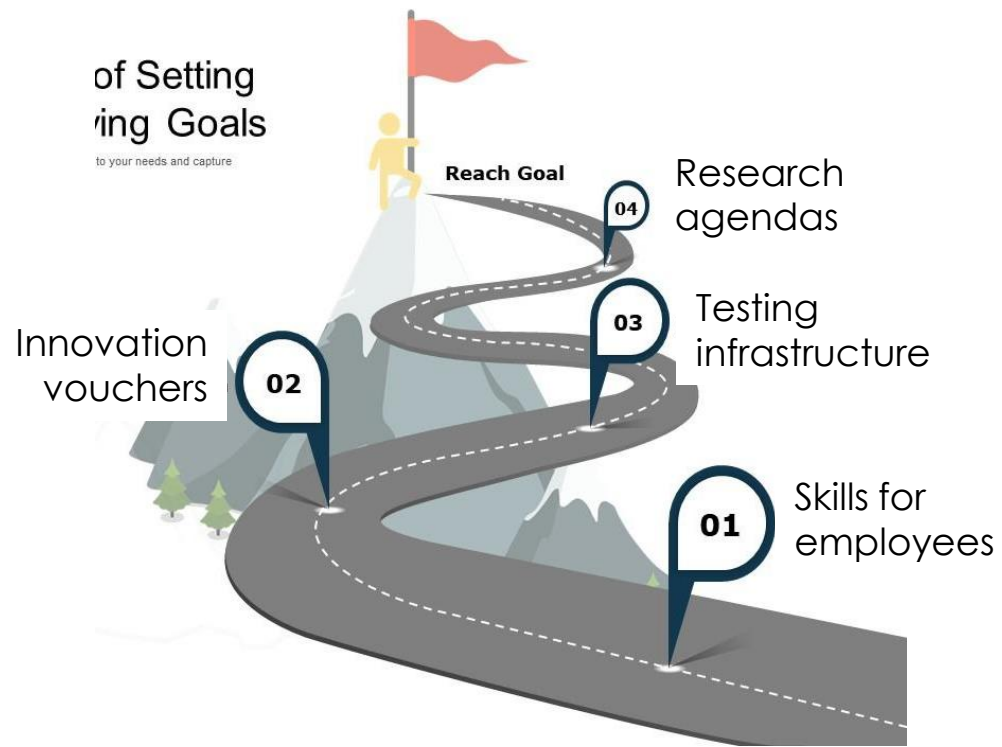 of Setting
ving Goals
to your needs and capture
Reach Goal
04
Research
agendas
03
Testing
infrastructure
Innovation
vouchers
02
01
Skills for
employees